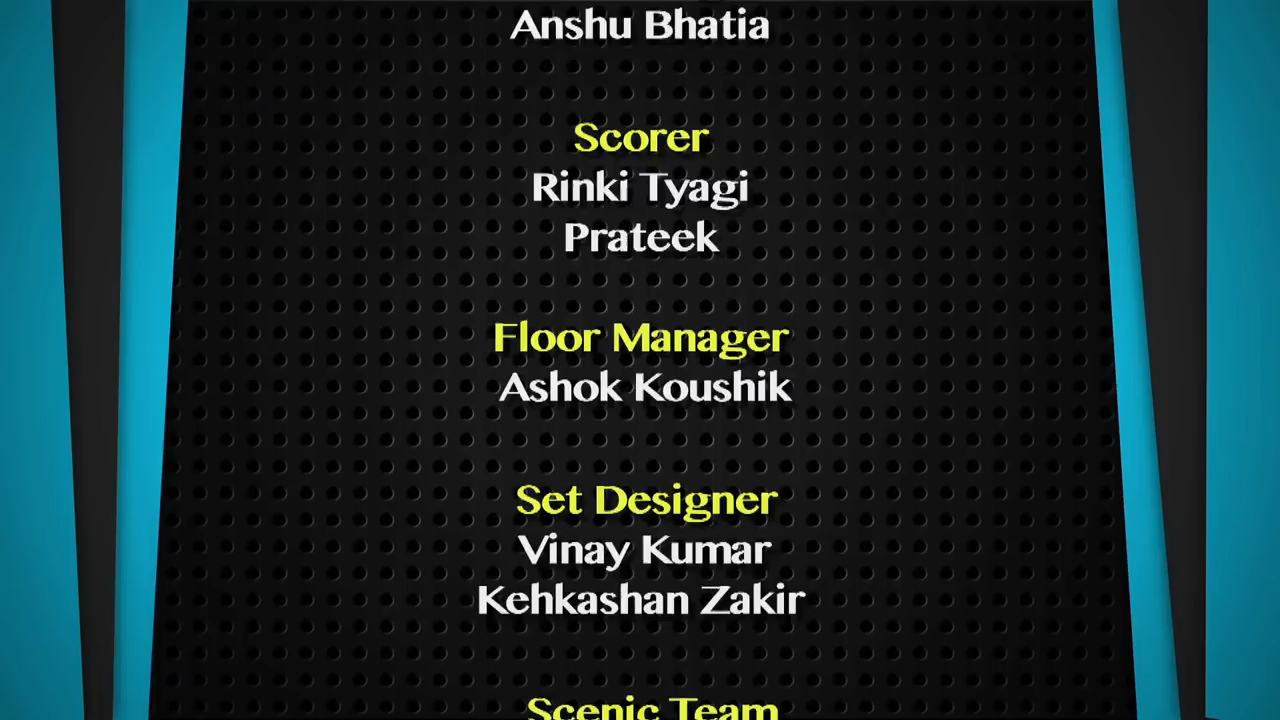 Anshu Bhatia
Scorer
Rinki Tyagi
Prateek
Floor Manager
Ashok Koushik
Set Designer
Vinay Kumar
Kehkashan Zakir
Scenic Team